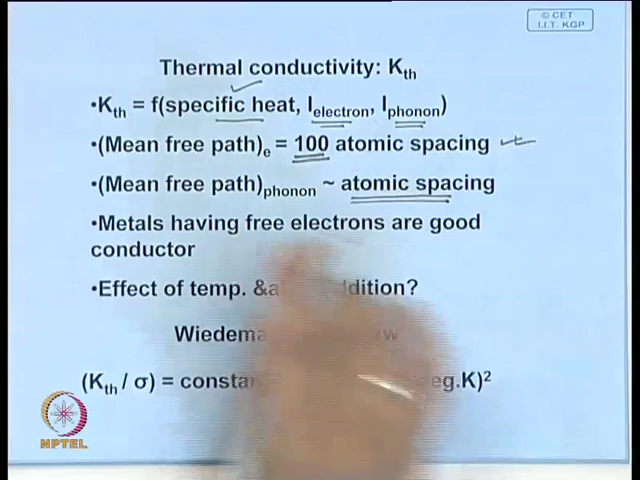 © CET
I.I.T. KGP
Thermal conductivity: Kth
•Kth = f(specific heat, lelectron, lphonon)
•(Mean free path)e = 100 atomic spacing
•(Mean free path)phonon ~ atomic spacing
•Metals having free electrons are good
conductor
•Effect of temp. & dition?
Wiedema w
(Kth / σ) = consta eg.K)2
NPTEL